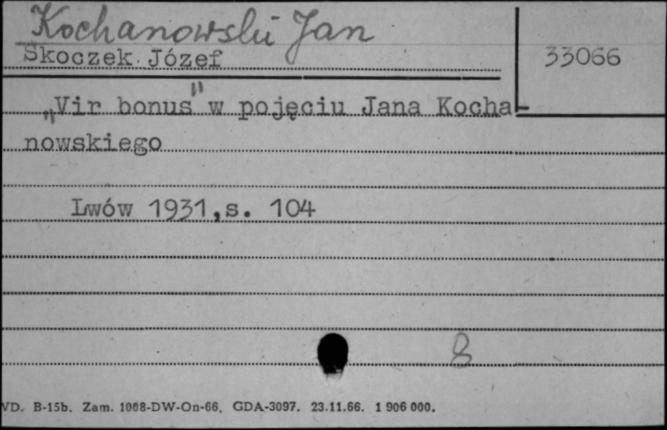 Kochanowski Jan
Skoczek Józef
33066
„Vir bonus" w pojęciu Jana Kocha-
nowskiego
Lwów 1931,s. 104
8
VD. B-15b. Zam. 1068-DW-On-66. GDA-3097. 23.11.66. 1 906 000.